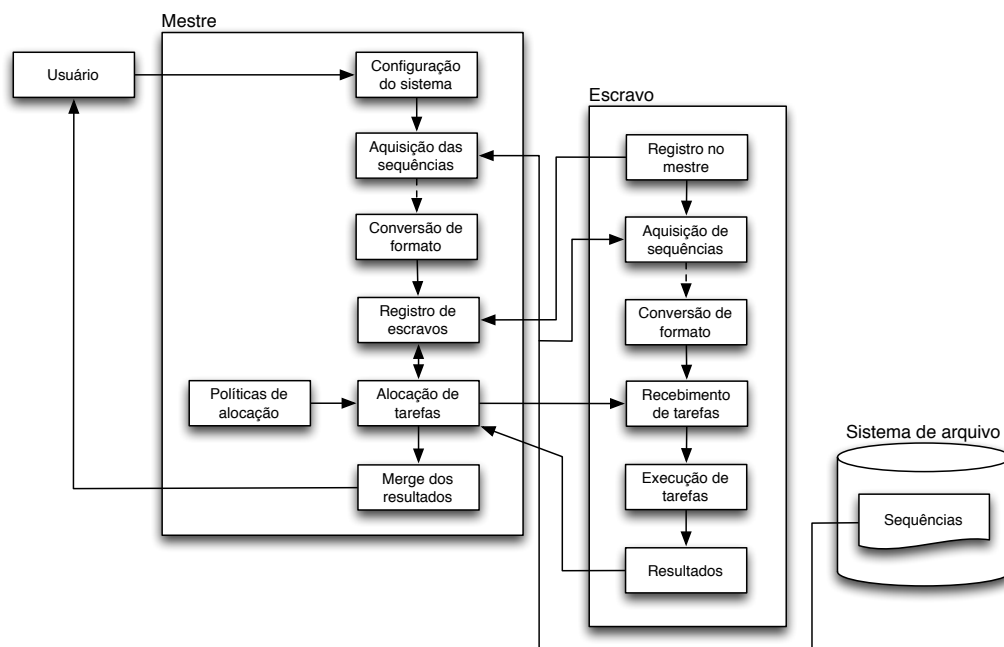 Mestre
Usuário
Configuração
do sistema
Aquisição das
sequências
Conversão de
formato
Registro de
escravos
Políticas de
alocação
Alocação de
tarefas
Merge dos
resultados
Escravo
Registro no
mestre
Aquisição de
sequências
Conversão de
formato
Recebimento
de tarefas
Execução de
tarefas
Resultados
Sistema de arquivo
Sequências